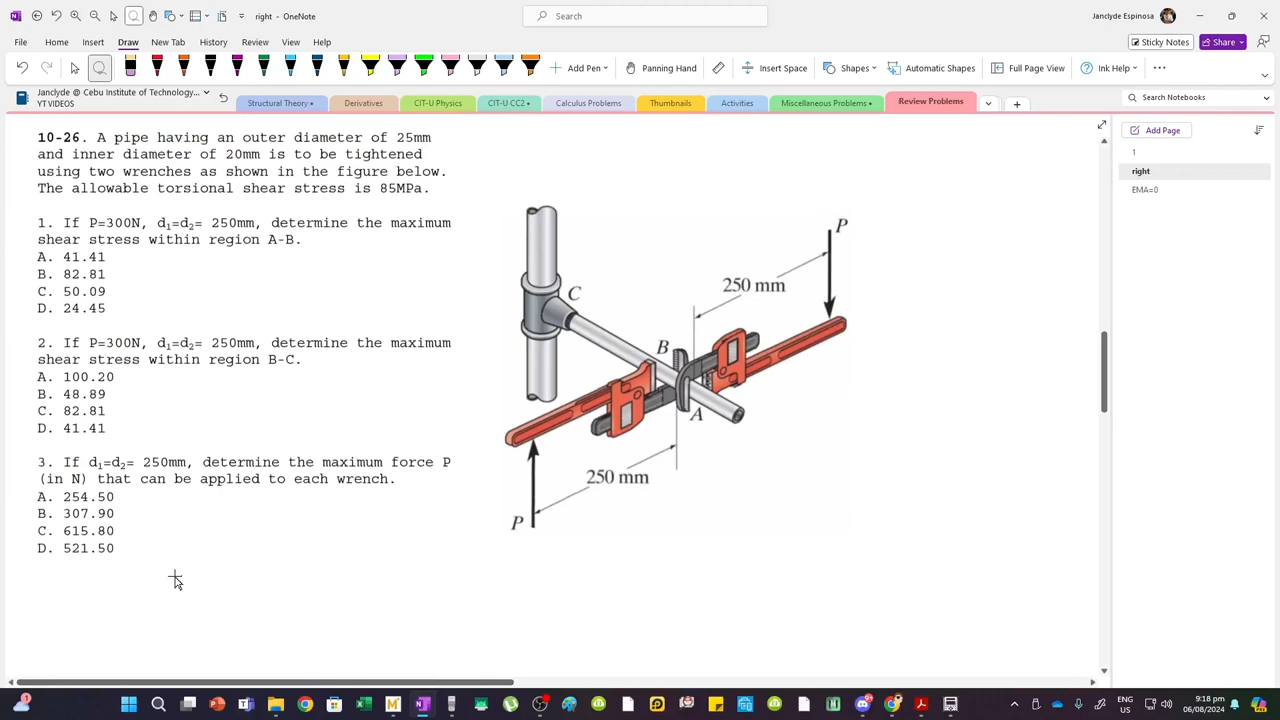 right - OneNote
Search
Janclyde Espinosa
File Home Insert Draw New Tab History Review View Help
Sticky Notes
Share
Add Pen
Panning Hand
Insert Space
Shapes
Automatic Shapes
Full Page View
Ink Help
Janclyde @ Cebu Institute of Technology...
YT VIDEOS
Structural Theory
Derivatives
CIT-U Physics
CIT-U CC2
Calculus Problems
Thumbnails
Activities
Miscellaneous Problems
Review Problems
Search Notebooks
Add Page
1
right
EMA=0
10-26. A pipe having an outer diameter of 25mm
and inner diameter of 20mm is to be tightened
using two wrenches as shown in the figure below.
The allowable torsional shear stress is 85MPa.
1. If P=300N, d₁=d₂= 250mm, determine the maximum
shear stress within region A-B.
A. 41.41
B. 82.81
C. 50.09
D. 24.45
2. If P=300N, d₁=d₂= 250mm, determine the maximum
shear stress within region B-C.
A. 100.20
B. 48.89
C. 82.81
D. 41.41
3. If d₁=d₂= 250mm, determine the maximum force P
(in N) that can be applied to each wrench.
A. 254.50
B. 307.90
C. 615.80
D. 521.50
P
250 mm
C
B
A
250 mm
P
ENG
US
9:18 pm
06/08/2024